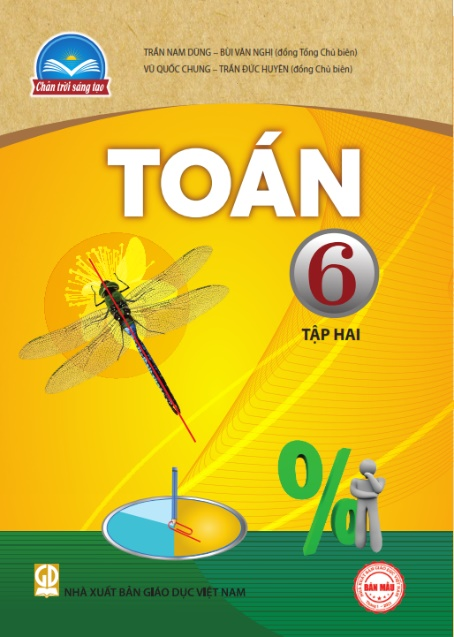 TRẦN NAM DŨNG – BÙI VĂN NGHỊ (đồng Tổng Chủ biên)
VŨ QUỐC CHUNG – TRẦN ĐỨC HUYÊN (đồng Chủ biên)
Chân trời sáng tạo
TOÁN
6
TẬP HAI
%
GD
NHÀ XUẤT BẢN GIÁO DỤC VIỆT NAM
BẢN MẪU